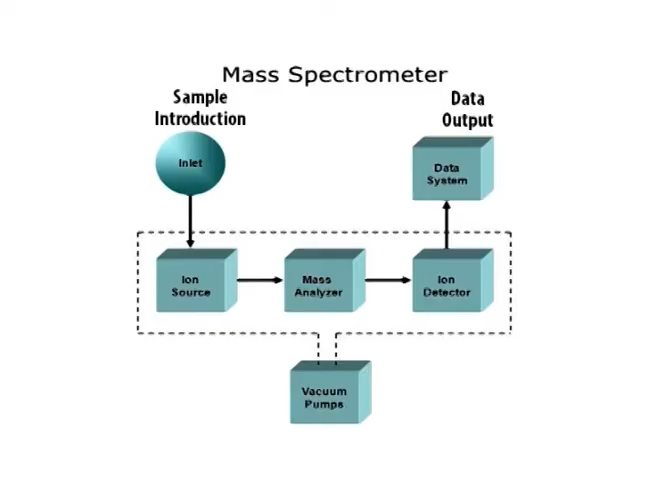 Mass Spectrometer
Sample
Introduction
Data
Output
Inlet
Data
System
Ion
Source
Mass
Analyzer
Ion
Detector
Vacuum
Pumps